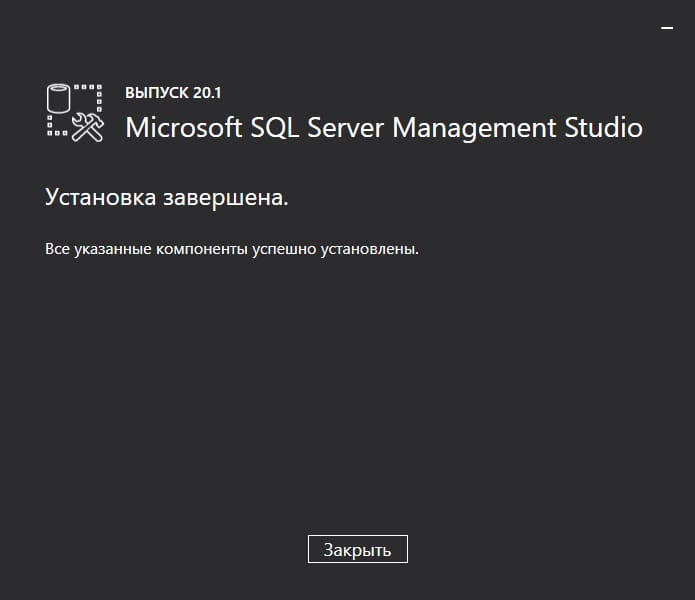 ВЫПУСК 20.1
Microsoft SQL Server Management Studio
Установка завершена.
Все указанные компоненты успешно установлены.
Закрыть